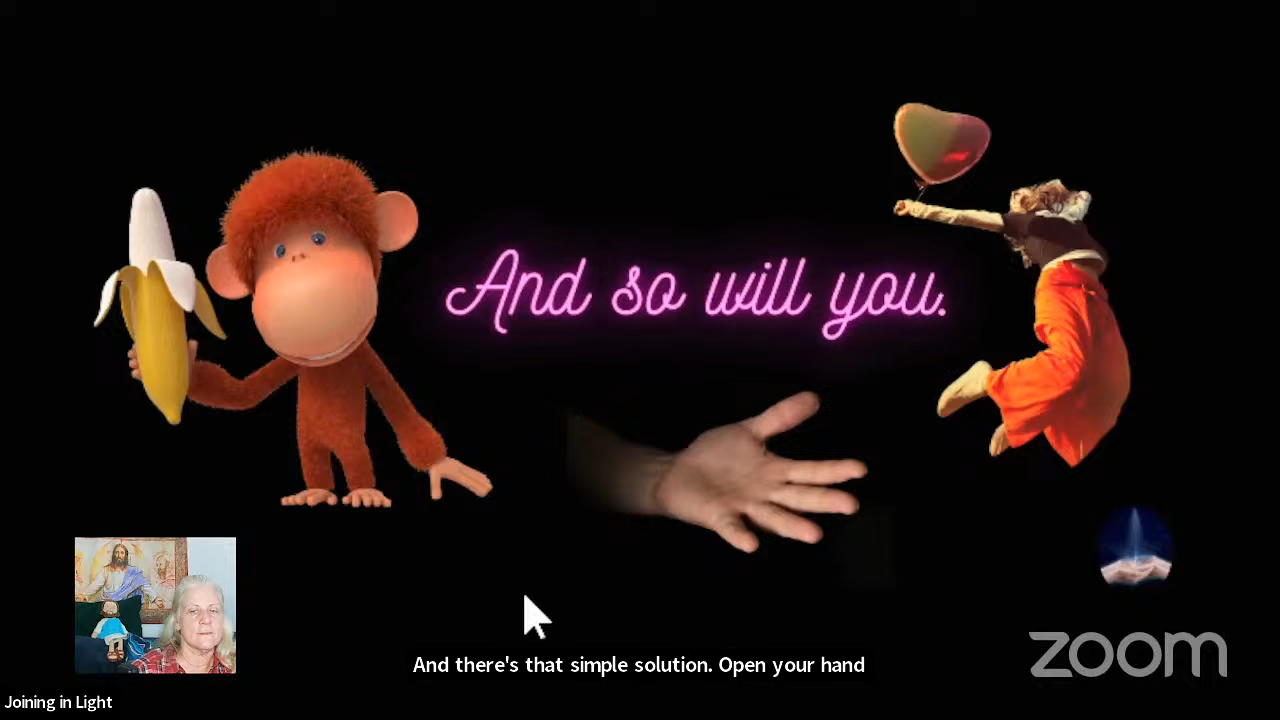 And so will you.
And there's that simple solution. Open your hand
zoom
Joining in Light